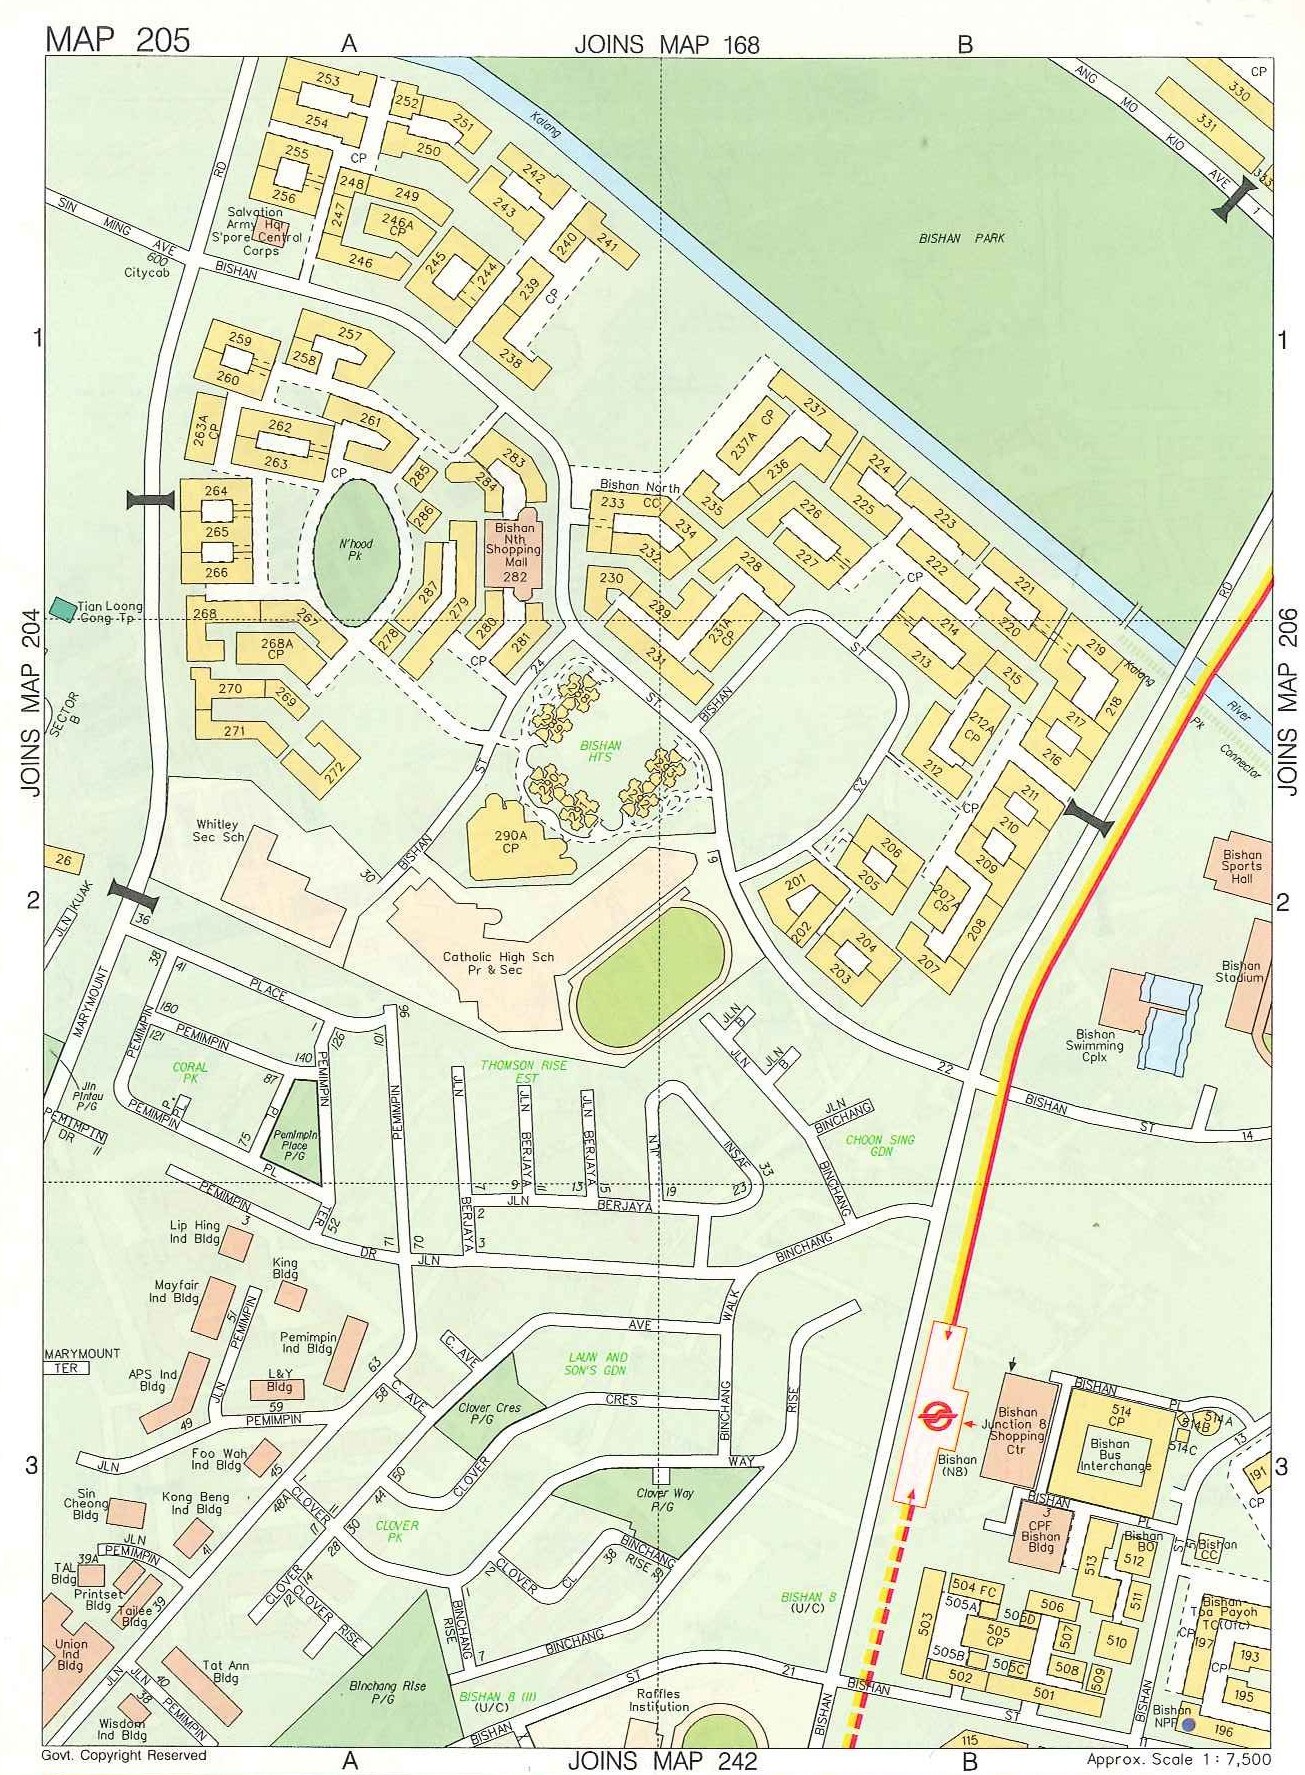 MAP 205
A
JOINS MAP 168
B
ANG
MO
KIO
AVE
1
CP
330
331
253
254
252
251
250
255
256
CP
248
249
247
246A
CP
246
245
244
242
243
240
241
239
CP
238
Kalang
BISHAN PARK
RD
SIN
MING
AVE
600
Citycab
BISHAN
Salvation
Army Hqr
S'pore Central
Corps
1
1
259
260
257
258
263A
CP
262
263
261
CP
285
283
284
286
264
265
266
N'hood
Pk
Bishan
Nth
Shopping
Mall
282
287
279
280
281
278
CP
268
267
268A
CP
270
269
271
272
Bishan North
CC
233
234
232
235
237A CP
236
237
224
225
223
226
227
228
222
221
220
219
218
CP
230
229
231A
CP
231
214
213
215
212A
CP
212
217
216
CP
211
210
209
206
205
207A
CP
208
207
201
202
204
203
Kalang
River
Pk
Connector
RD
Tian Loong
Gong Tp
JOINS MAP 204
JOINS MAP 206
SECTOR
B
24
ST
BISHAN
ST
23
ST
BISHAN
HTS
290A
CP
19
Whitley
Sec Sch
30
BISHAN
Catholic High Sch
Pr & Sec
26
JLN KUAK
2
2
36
MARYMOUNT
Bishan
Sports
Hall
Bishan
Stadium
Bishan
Swimming
Cplx
38
41
PLACE
1
126
101
96
180
121
PEMIMPIN
PEMIMPIN
140
CORAL
PK
87
PL
75
PEMIMPIN
PL
PEMIMPIN
PEMIMPIN
Pemimpin
Place
P/G
Jln
Pintau
P/G
PEMIMPIN
DR
11
THOMSON RISE
EST
JLN
JLN
BERJAYA
JLN
BERJAYA
JLN
INSAF
33
23
19
1
9
11
13
15
JLN
BERJAYA
BERJAYA
2
3
JLN
B
JLN
JLN
B
JLN
BINCHANG
BINCHANG
CHOON SING
GDN
22
BISHAN
ST
14
PEMIMPIN
3
TER
52
DR
71
70
JLN
BINCHANG
Lip Hing
Ind Bldg
King
Bldg
Mayfair
Ind Bldg
51
PEMIMPIN
Pemimpin
Ind Bldg
MARYMOUNT
TER
APS Ind
Bldg
JLN
L&Y
Bldg
59
PEMIMPIN
49
63
58
C. AVE
C. AVE
AVE
WALK
LAUW AND
SON'S GDN
Clover Cres
P/G
CRES
BINCHANG
RISE
WAY
CLOVER
50
44
Clover Way
P/G
CLOVER
PK
3
3
JLN
Foo Wah
Ind Bldg
45
Sin
Cheong
Bldg
Kong Beng
Ind Bldg
41
1
48A
CLOVER
11
17
30
28
JLN
PEMIMPIN
39A
TAL
Bldg
Printset
Bldg
Tailee
Bldg
39
Union
Ind
Bldg
CLOVER
14
12
CLOVER RISE
2
CLOVER
CL
38
BINCHANG
RISE
1
BINCHANG
RISE
7
BINCHANG
JLN
JLN
40
38
PEMIMPIN
Tat Ann
Bldg
Wisdom
Ind Bldg
Binchang Rise
P/G
BISHAN 8 (II)
(U/C)
BISHAN 8
(U/C)
BISHAN
ST
21
BISHAN
ST
BISHAN
Raffles
Institution
Bishan
(N8)
Bishan
Junction 8
Shopping
Ctr
BISHAN
PL
514
CP
514A
514B
514C
Bishan
Bus
Interchange
13
191
CP
BISHAN
PL
3
CPF
Bishan
Bldg
Bishan
BO
ST
Bishan
CC
513
512
511
510
504 FC
505A
505D
506
505
CP
505B
505C
507
508
509
503
502
501
Bishan
Toa Payoh
TC(Ofc)
CP
197
193
CP
195
196
Bishan
NPP
BISHAN
11
115
Govt. Copyright Reserved
A
JOINS MAP 242
B
Approx. Scale 1 : 7,500